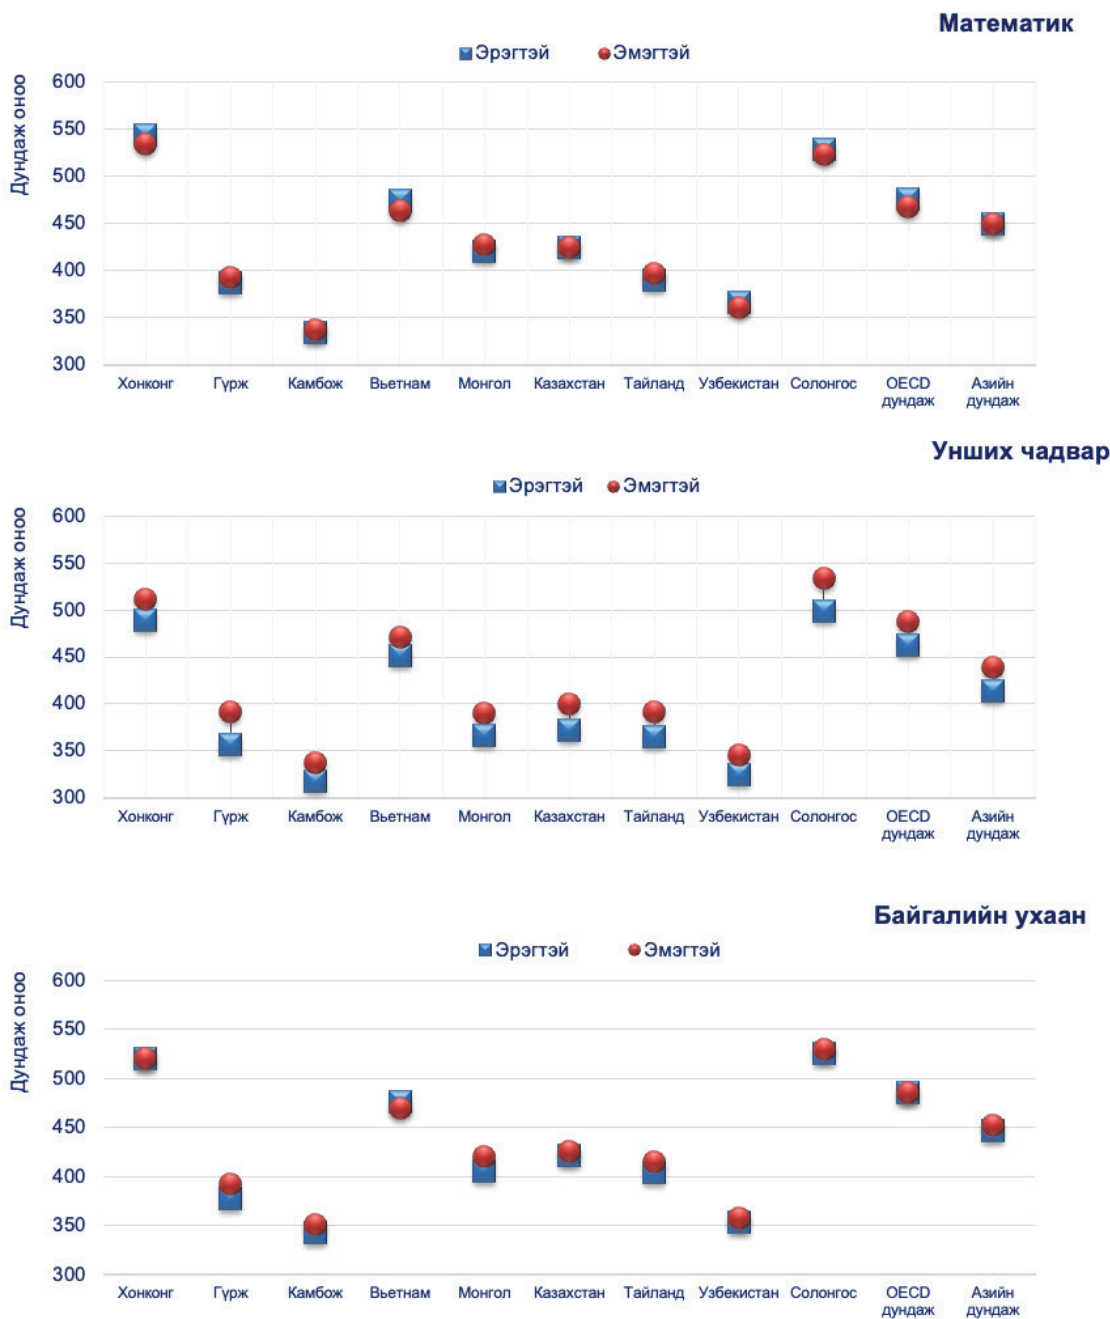 Математик
Эрэгтэй Эмэгтэй
Дундаж оноо
600
550
500
450
400
350
300
Хонконг Гүрж Камбож Вьетнам Монгол Казахстан Тайланд Узбекистан Солонгос OECD дундаж Азийн дундаж
Унших чадвар
Эрэгтэй Эмэгтэй
Дундаж оноо
600
550
500
450
400
350
300
Хонконг Гүрж Камбож Вьетнам Монгол Казахстан Тайланд Узбекистан Солонгос OECD дундаж Азийн дундаж
Байгалийн ухаан
Эрэгтэй Эмэгтэй
Дундаж оноо
600
550
500
450
400
350
300
Хонконг Гүрж Камбож Вьетнам Монгол Казахстан Тайланд Узбекистан Солонгос OECD дундаж Азийн дундаж